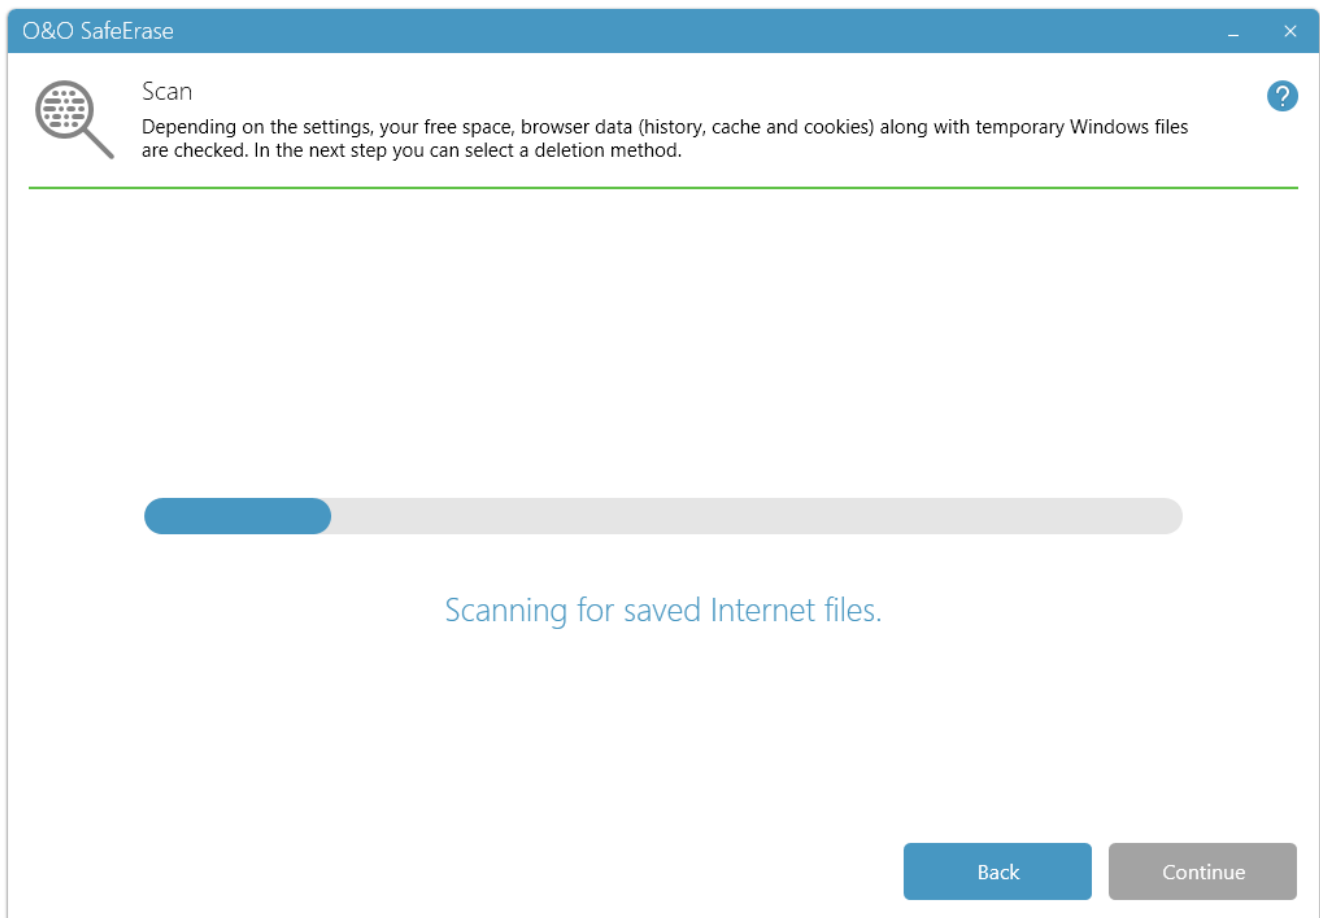 O&O SafeErase
Scan
Depending on the settings, your free space, browser data (history, cache and cookies) along with temporary Windows files
are checked. In the next step you can select a deletion method.
?
Scanning for saved Internet files.
Back
Continue